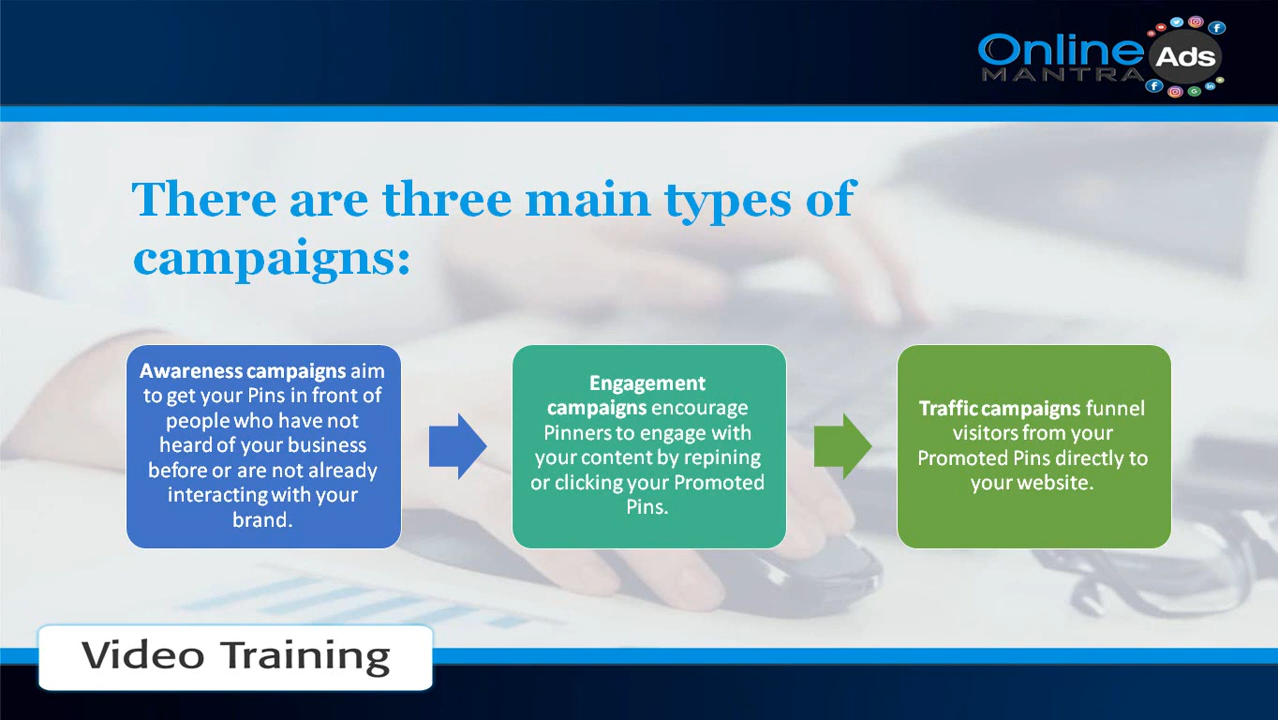 Online
Ads
MANTRA
There are three main types of
campaigns:
Awareness campaigns aim
to get your Pins in front of
people who have not
heard of your business
before or are not already
interacting with your
brand.
Engagement
campaigns encourage
Pinners to engage with
your content by repining
or clicking your Promoted
Pins.
Traffic campaigns funnel
visitors from your
Promoted Pins directly to
your website.
Video Training